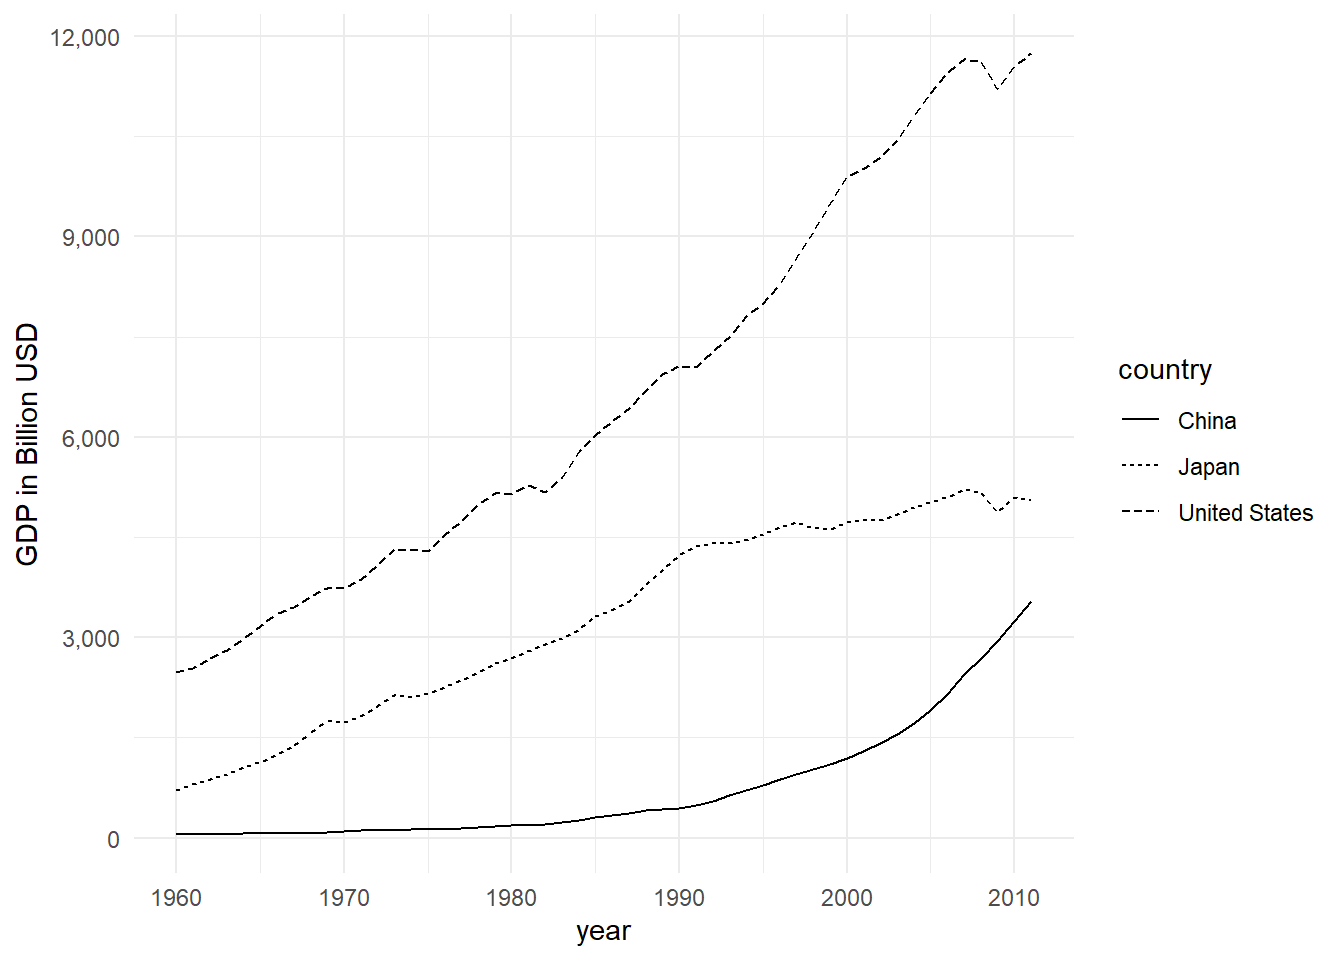 12,000
9,000
6,000
3,000
0
GDP in Billion USD
1960 1970 1980 1990 2000 2010
year
country
China
Japan
United States